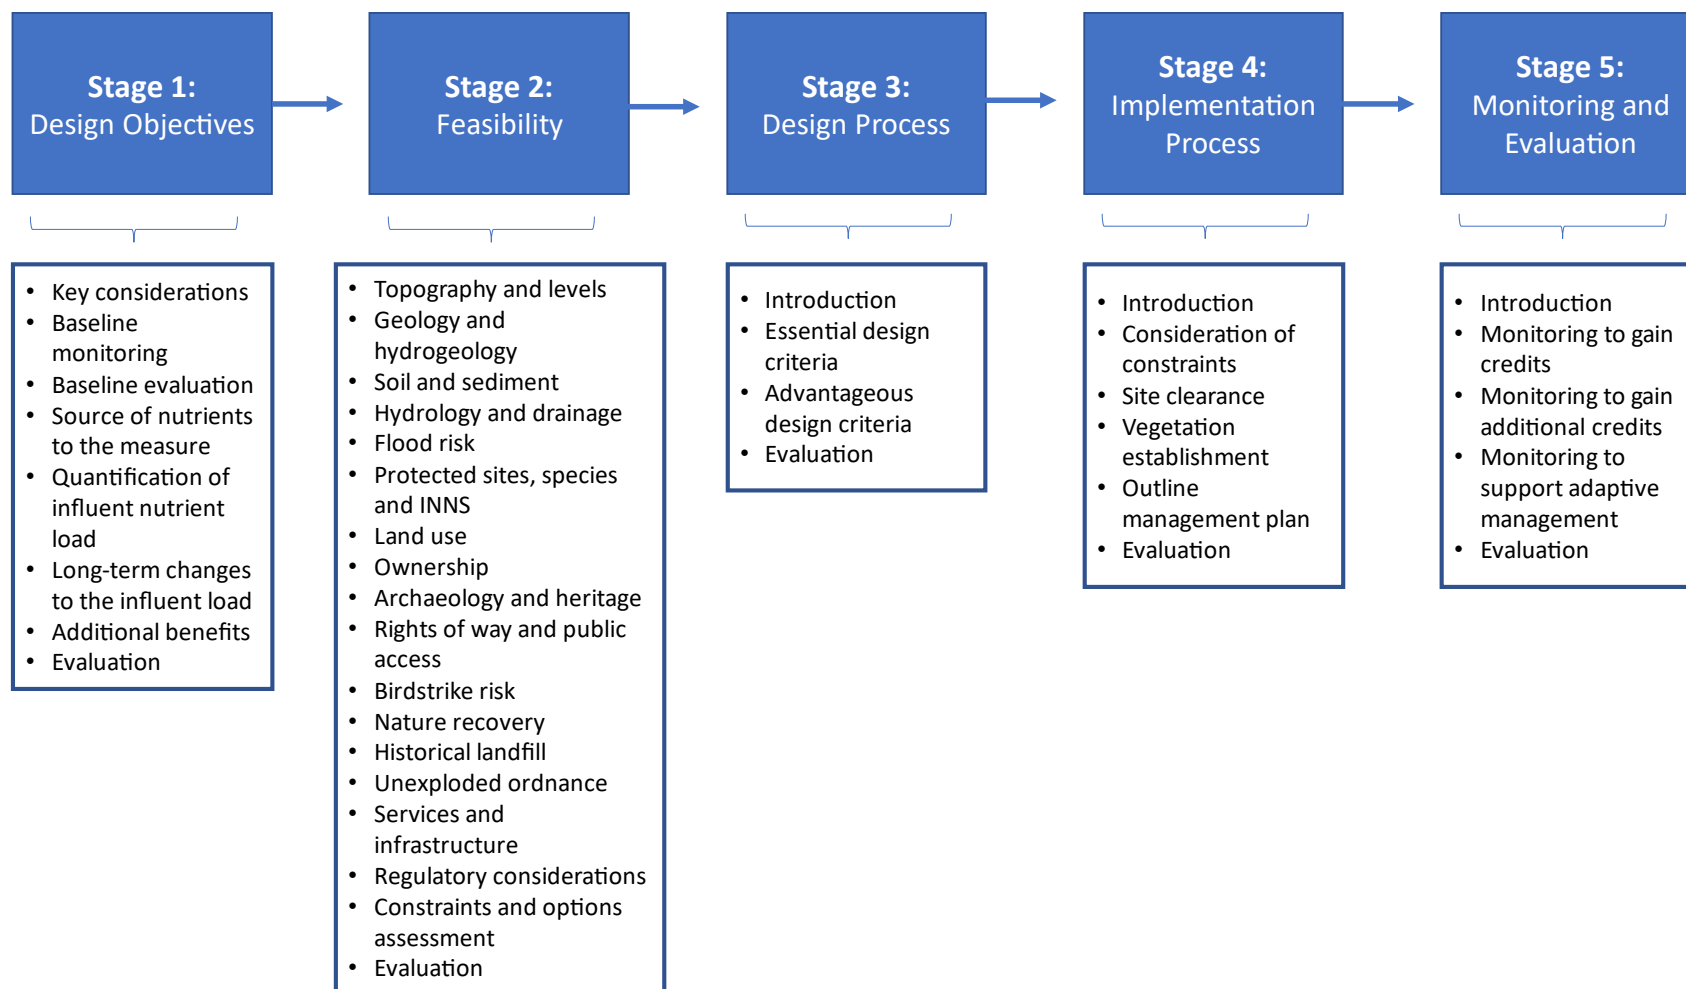 Stage 1:
Design Objectives
Stage 2:
Feasibility
Stage 3:
Design Process
Stage 4:
Implementation
Process
Stage 5:
Monitoring and
Evaluation
• Key considerations
• Baseline
monitoring
• Baseline evaluation
• Source of nutrients
to the measure
• Quantification of
influent nutrient
load
• Long-term changes
to the influent load
• Additional benefits
• Evaluation
• Topography and levels
• Geology and
hydrogeology
• Soil and sediment
• Hydrology and drainage
• Flood risk
• Protected sites, species
and INNS
• Land use
• Ownership
• Archaeology and heritage
• Rights of way and public
access
• Birdstrike risk
• Nature recovery
• Historical landfill
• Unexploded ordnance
• Services and
infrastructure
• Regulatory considerations
• Constraints and options
assessment
• Evaluation
• Introduction
• Essential design
criteria
• Advantageous
design criteria
• Evaluation
• Introduction
• Consideration of
constraints
• Site clearance
• Vegetation
establishment
• Outline
management plan
• Evaluation
• Introduction
• Monitoring to gain
credits
• Monitoring to gain
additional credits
• Monitoring to
support adaptive
management
• Evaluation